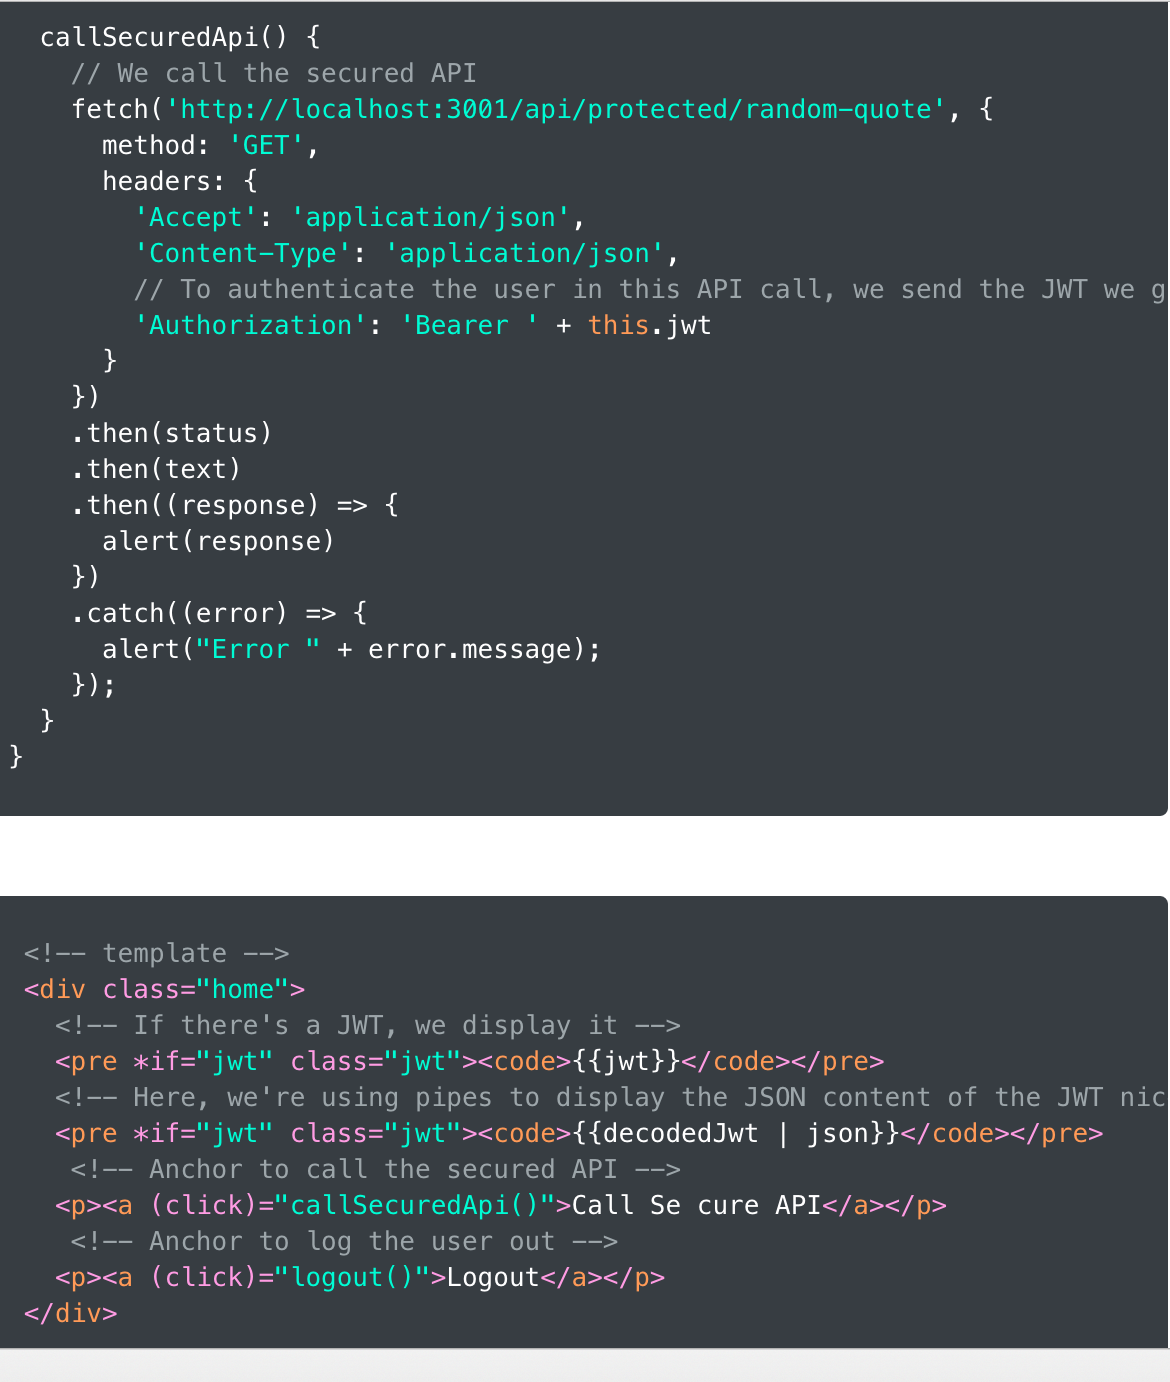 callSecuredApi() {
// We call the secured API
fetch('http://localhost:3001/api/protected/random-quote', {
method: 'GET',
headers: {
'Accept': 'application/json',
'Content-Type': 'application/json',
// To authenticate the user in this API call, we send the JWT we g
'Authorization': 'Bearer ' + this.jwt
}
})
.then(status)
.then(text)
.then((response) => {
alert(response)
})
.catch((error) => {
alert("Error " + error.message);
});
}
}
<!-- template -->
<div class="home">
<!-- If there's a JWT, we display it -->
<pre *if="jwt" class="jwt"><code>{{jwt}}</code></pre>
<!-- Here, we're using pipes to display the JSON content of the JWT nic
<pre *if="jwt" class="jwt"><code>{{decodedJwt | json}}</code></pre>
<!-- Anchor to call the secured API -->
<p><a (click)="callSecuredApi()">Call Se cure API</a></p>
<!-- Anchor to log the user out -->
<p><a (click)="logout()">Logout</a></p>
</div>